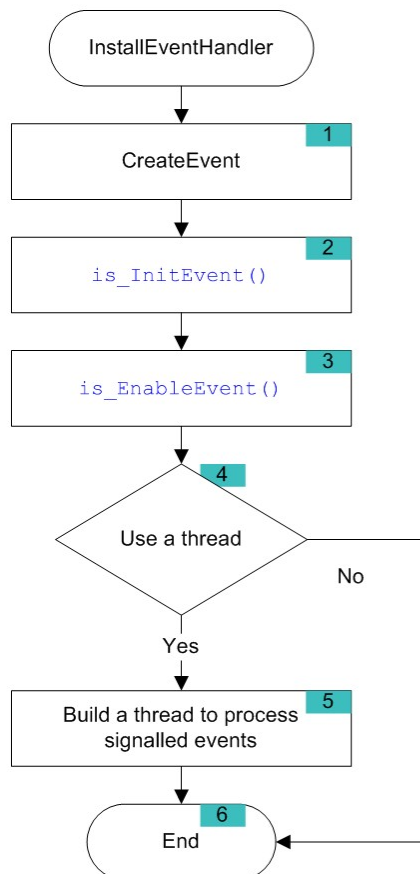 InstallEventHandler
1
CreateEvent
2
is_InitEvent()
3
is_EnableEvent()
4
Use a thread
No
Yes
5
Build a thread to process
signalled events
6
End